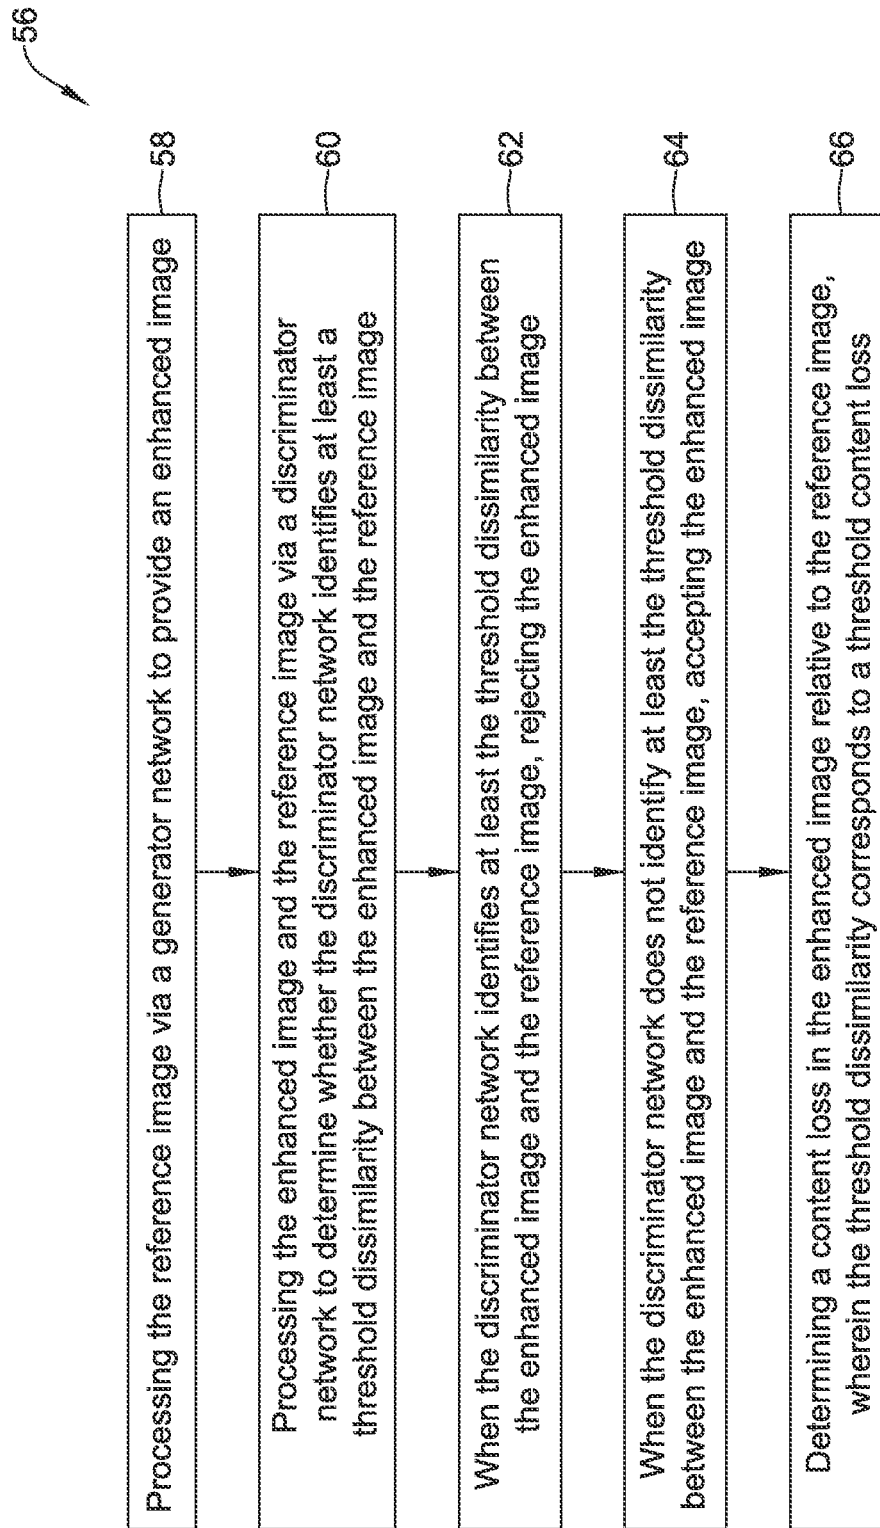 56
Processing the reference image via a generator network to provide an enhanced image
58
Processing the enhanced image and the reference image via a discriminator
network to determine whether the discriminator network identifies at least a
threshold dissimilarity between the enhanced image and the reference image
60
When the discriminator network identifies at least the threshold dissimilarity between
the enhanced image and the reference image, rejecting the enhanced image
62
When the discriminator network does not identify at least the threshold dissimilarity
between the enhanced image and the reference image, accepting the enhanced image
64
Determining a content loss in the enhanced image relative to the reference image,
wherein the threshold dissimilarity corresponds to a threshold content loss
66